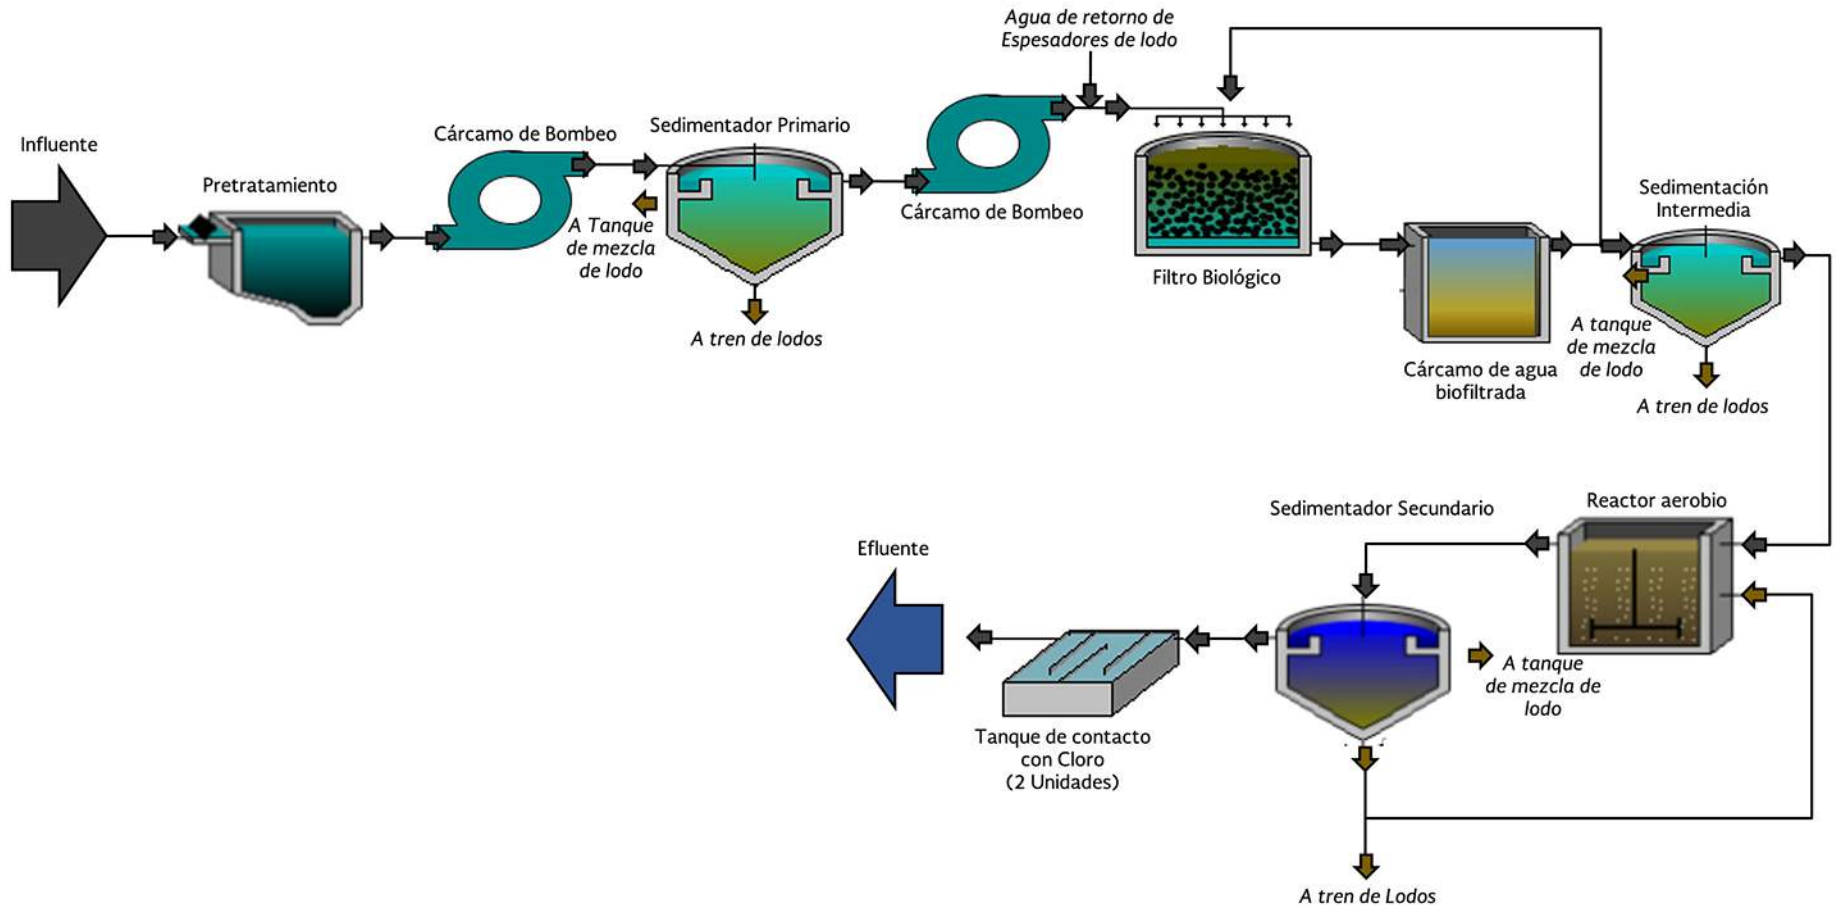 Influente
Pretratamiento
Cárcamo de Bombeo
A Tanque
de mezcla
de lodo
Sedimentador Primario
A tren de lodos
Cárcamo de Bombeo
Agua de retorno de
Espesadores de lodo
Filtro Biológico
Cárcamo de agua
biofiltrada
Sedimentación
Intermedia
A tanque
de mezcla
de lodo
A tren de lodos
Reactor aerobio
Sedimentador Secundario
A tanque
de mezcla de
lodo
A tren de Lodos
Tanque de contacto
con Cloro
(2 Unidades)
Efluente